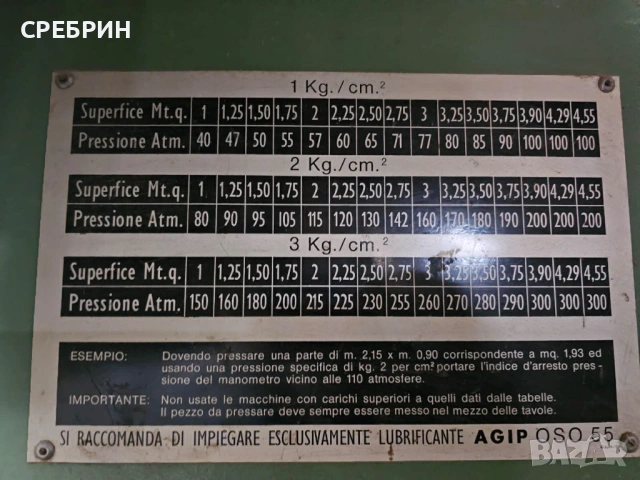 СРЕБРИН
1 Kg./cm.²
Superfice Mt.q. 1 1,25 1,50 1,75 2 2,25 2,50 2,75 3 3,25 3,50 3,75 3,90 4,29 4,55
Pressione Atm. 40 47 50 55 57 60 65 71 77 80 85 90 100 100 100
2 Kg./cm.²
Superfice Mt.q. 1 1,25 1,50 1,75 2 2,25 2,50 2,75 3 3,25 3,50 3,75 3,90 4,29 4,55
Pressione Atm. 80 90 95 105 115 120 130 142 160 170 180 190 200 200 200
3 Kg./cm.²
Superfice Mt.q. 1 1,25 1,50 1,75 2 2,25 2,50 2,75 3 3,25 3,50 3,75 3,90 4,29 4,55
Pressione Atm. 150 160 180 200 215 225 230 255 260 270 280 290 300 300 300
ESEMPIO: Dovendo pressare una parte di m. 2,15 x m. 0,90 corrispondente a mq. 1,93 ed
usando una pressione specifica di kg. 2 per cm² portare l'indice d'arresto pres-
sione del manometro vicino alle 110 atmosfere.
IMPORTANTE: Non usate le macchine con carichi superiori a quelli dati dalle tabelle.
Il pezzo da pressare deve sempre essere messo nel mezzo delle tavole.
SI RACCOMANDA DI IMPIEGARE ESCLUSIVAMENTE LUBRIFICANTE AGIP OSO 55
BAZAR